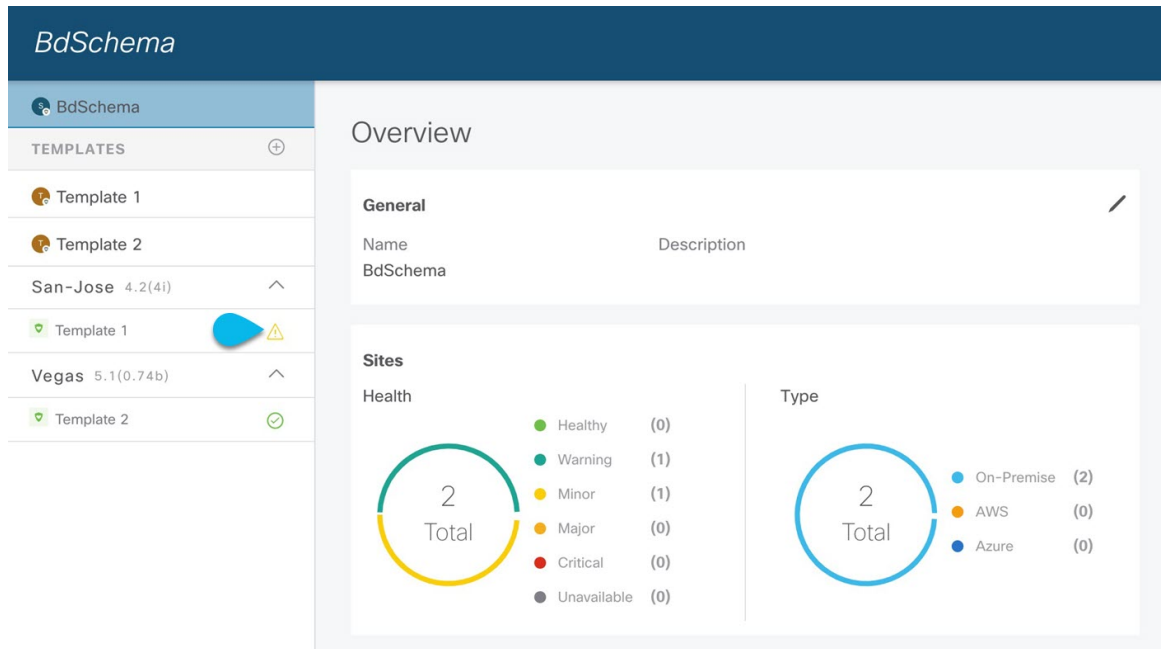 BdSchema
S BdSchema
TEMPLATES
T Template 1
T Template 2
San-Jose 4.2(4i)
Template 1
Vegas 5.1(0.74b)
Template 2
Overview
General
Name Description
BdSchema
Sites
Health
2
Total
Healthy (0)
Warning (1)
Minor (1)
Major (0)
Critical (0)
Unavailable (0)
Type
2
Total
On-Premise (2)
AWS (0)
Azure (0)